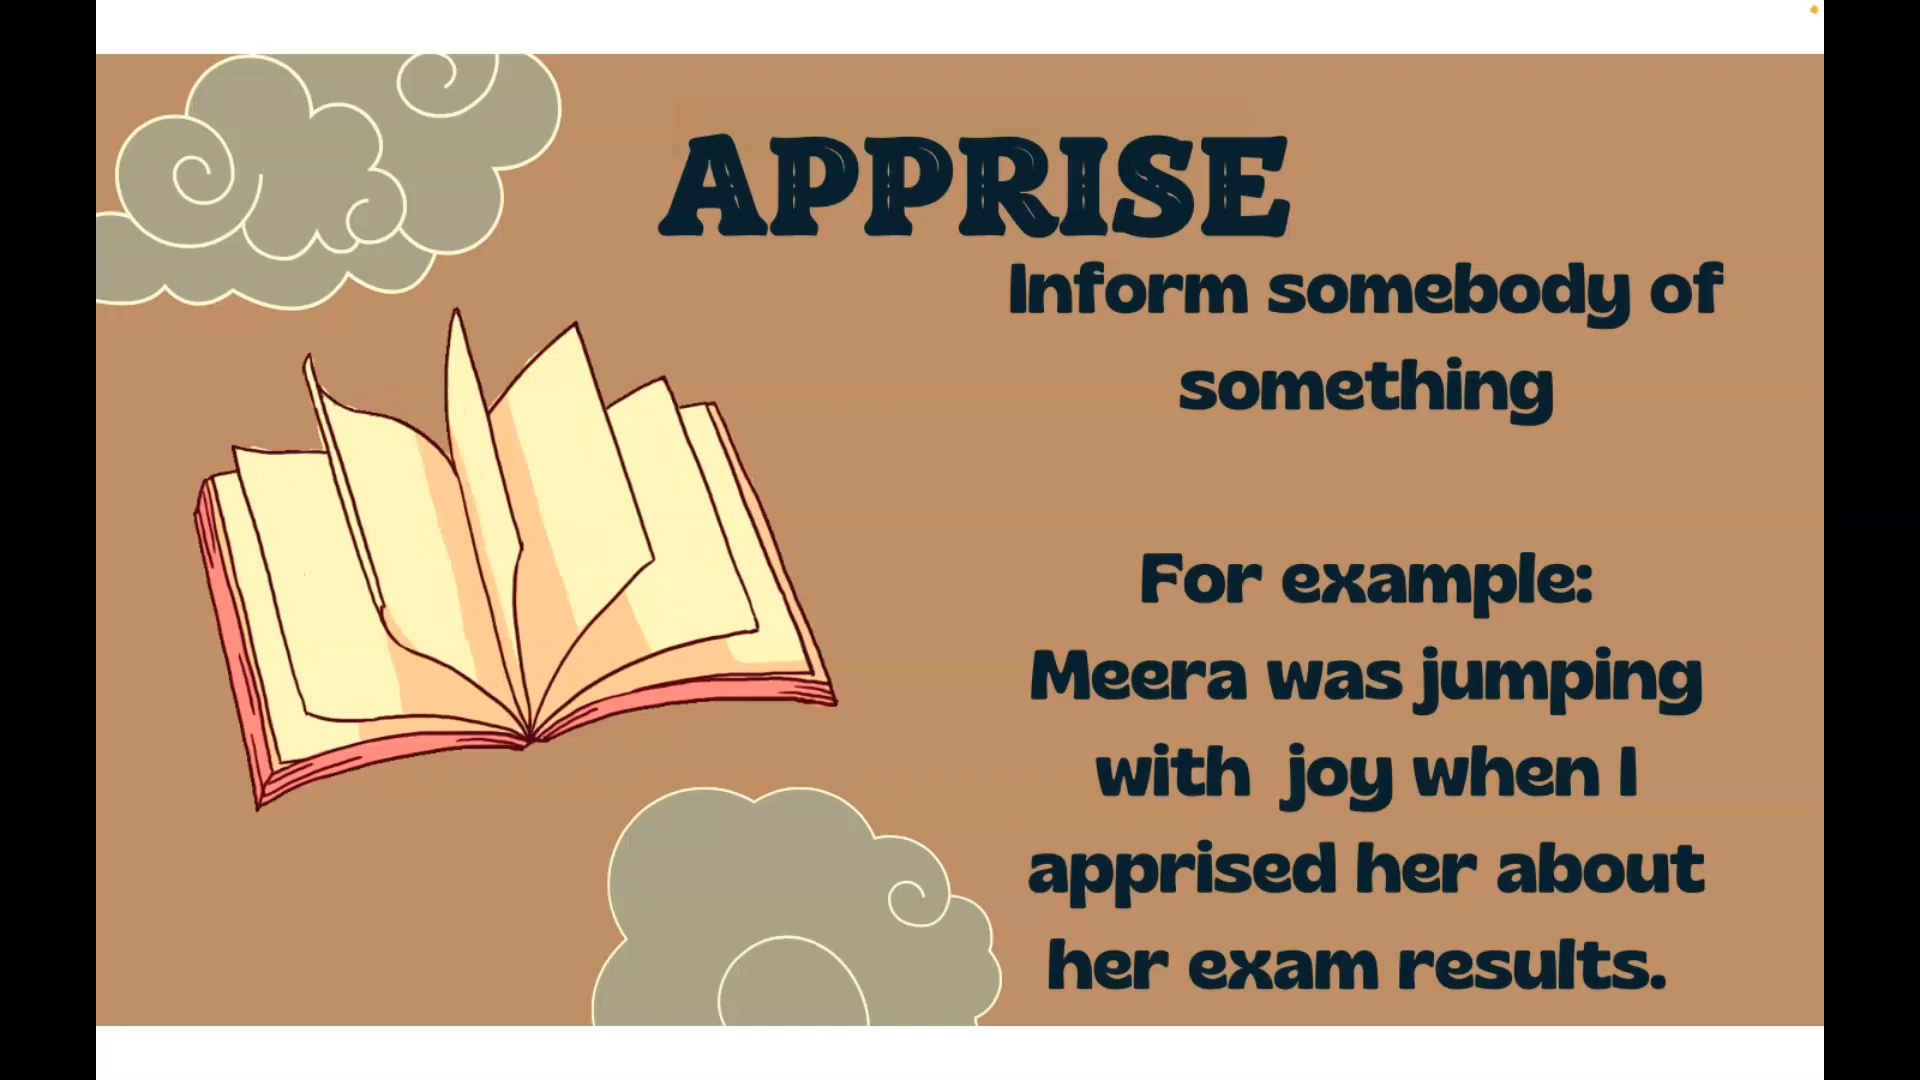 APPRISE
Inform somebody of
something
For example:
Meera was jumping
with joy when I
apprised her about
her exam results.